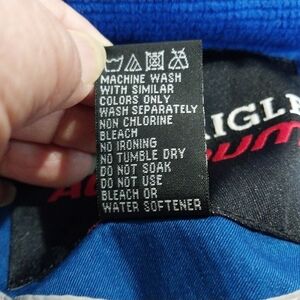 MACHINE WASH
WITH SIMILAR
COLORS ONLY
WASH SEPARATELY
NON CHLORINE
BLEACH
NO IRONING
NO TUMBLE DRY
DO NOT SOAK
DO NOT USE
BLEACH OR
WATER SOFTENER